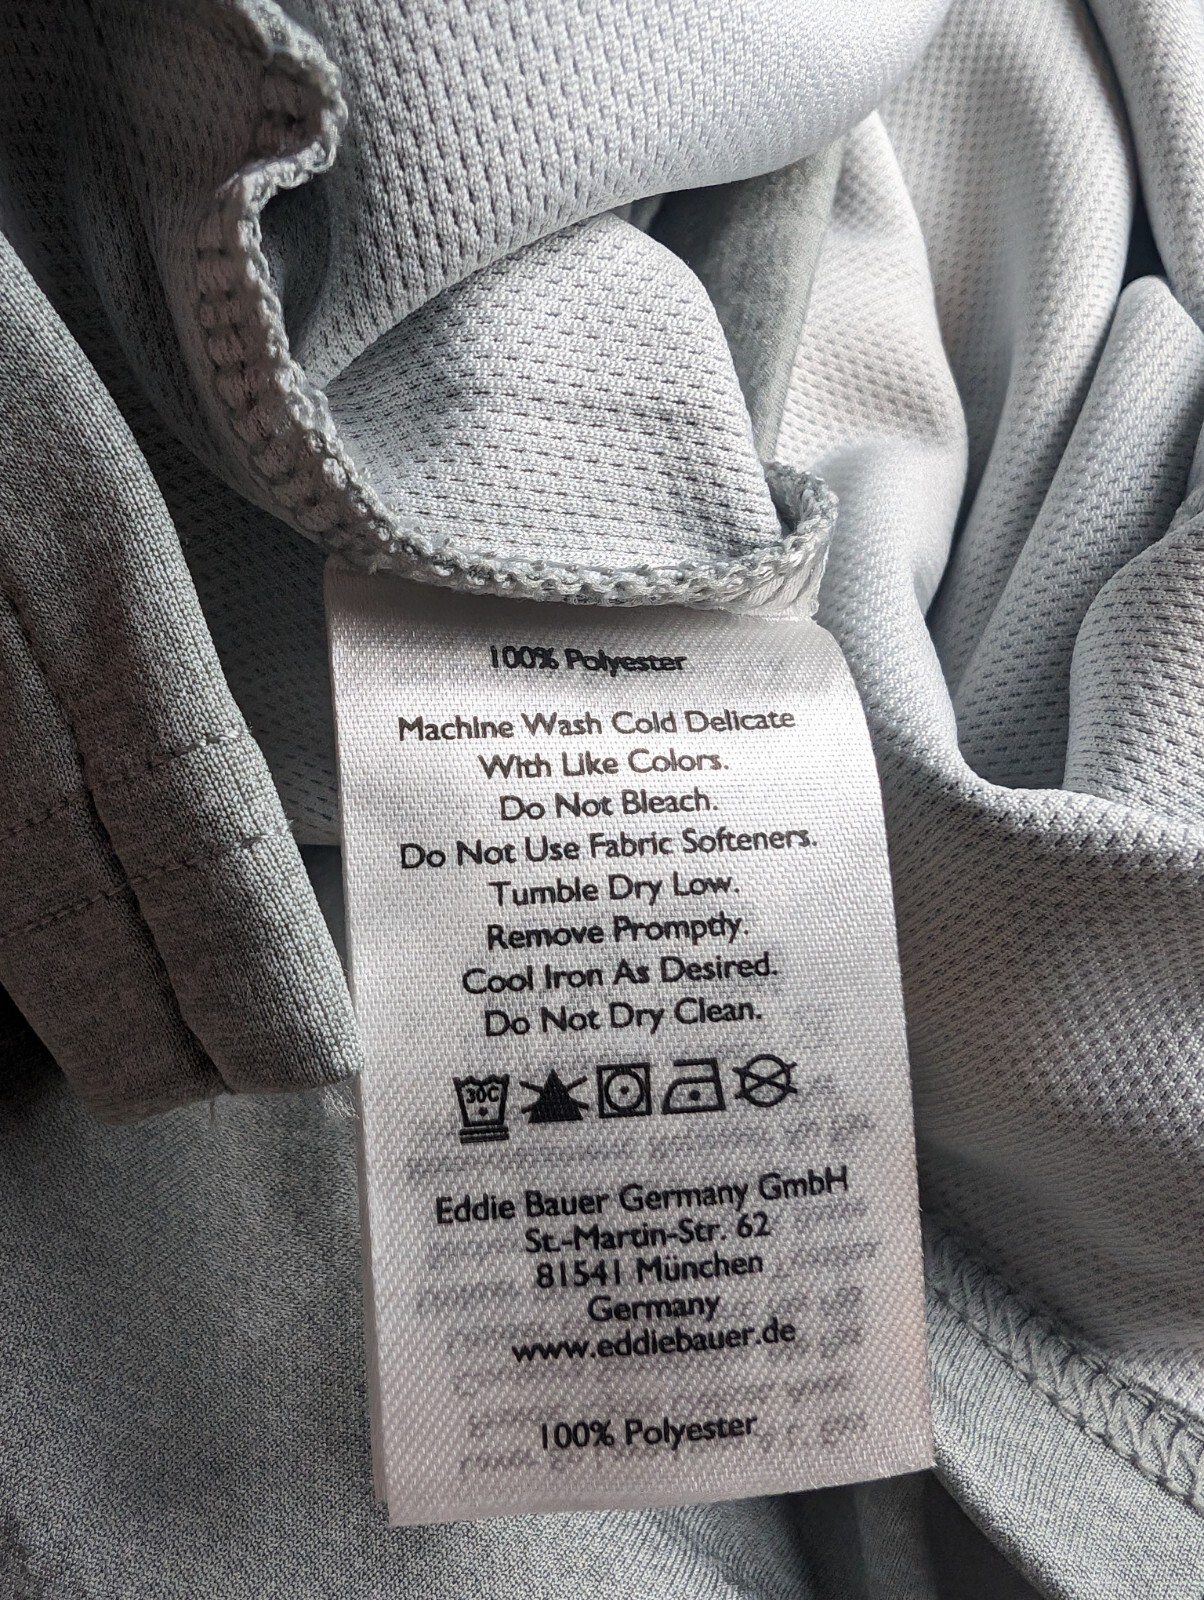 100% Polyester
Machine Wash Cold Delicate
With Like Colors.
Do Not Bleach.
Do Not Use Fabric Softeners.
Tumble Dry Low.
Remove Promptly.
Cool Iron As Desired.
Do Not Dry Clean.
30C
Eddie Bauer Germany GmbH
St.-Martin-Str. 62
81541 München
Germany
www.eddiebauer.de
100% Polyester